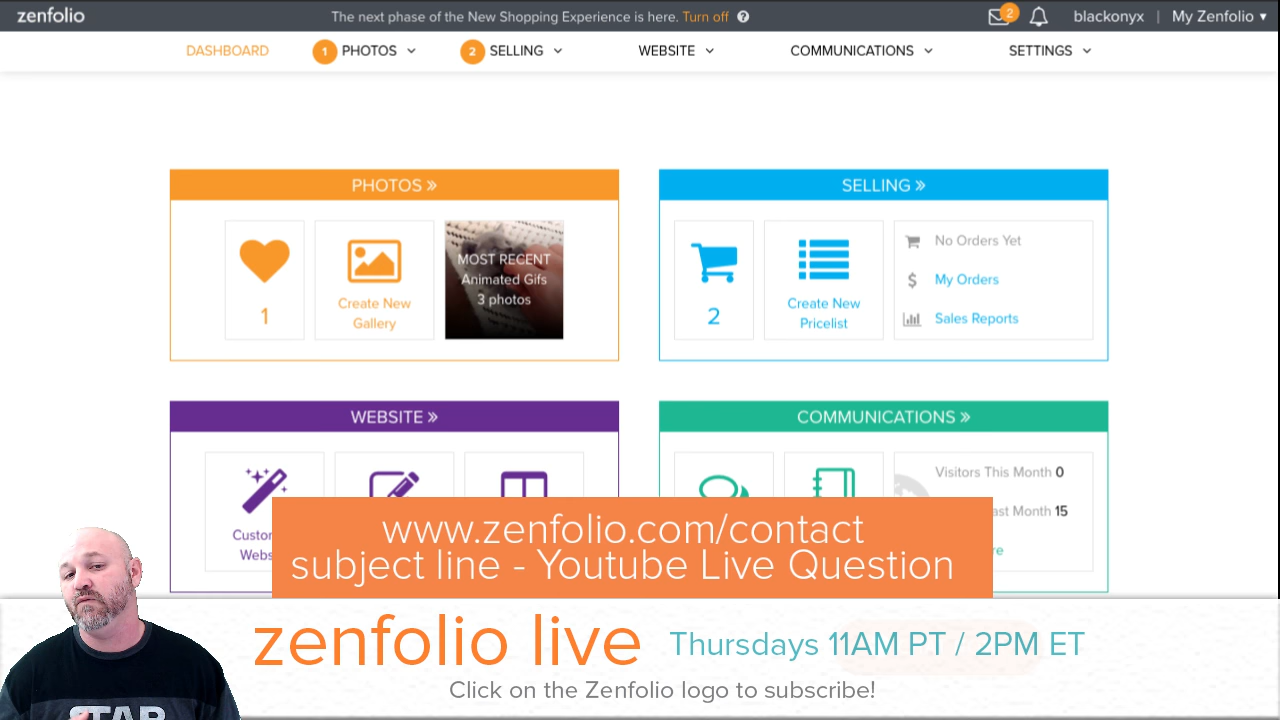 zenfolio
The next phase of the New Shopping Experience is here. Turn off
2
blackonyx | My Zenfolio
DASHBOARD
1 PHOTOS
2 SELLING
WEBSITE
COMMUNICATIONS
SETTINGS
PHOTOS »
1
Create New
Gallery
MOST RECENT
Animated Gifs
3 photos
SELLING »
2
Create New
Pricelist
No Orders Yet
My Orders
Sales Reports
WEBSITE »
COMMUNICATIONS »
Visitors This Month 0
15
www.zenfolio.com/contact
subject line - Youtube Live Question
zenfolio live
Thursdays 11AM PT / 2PM ET
Click on the Zenfolio logo to subscribe!